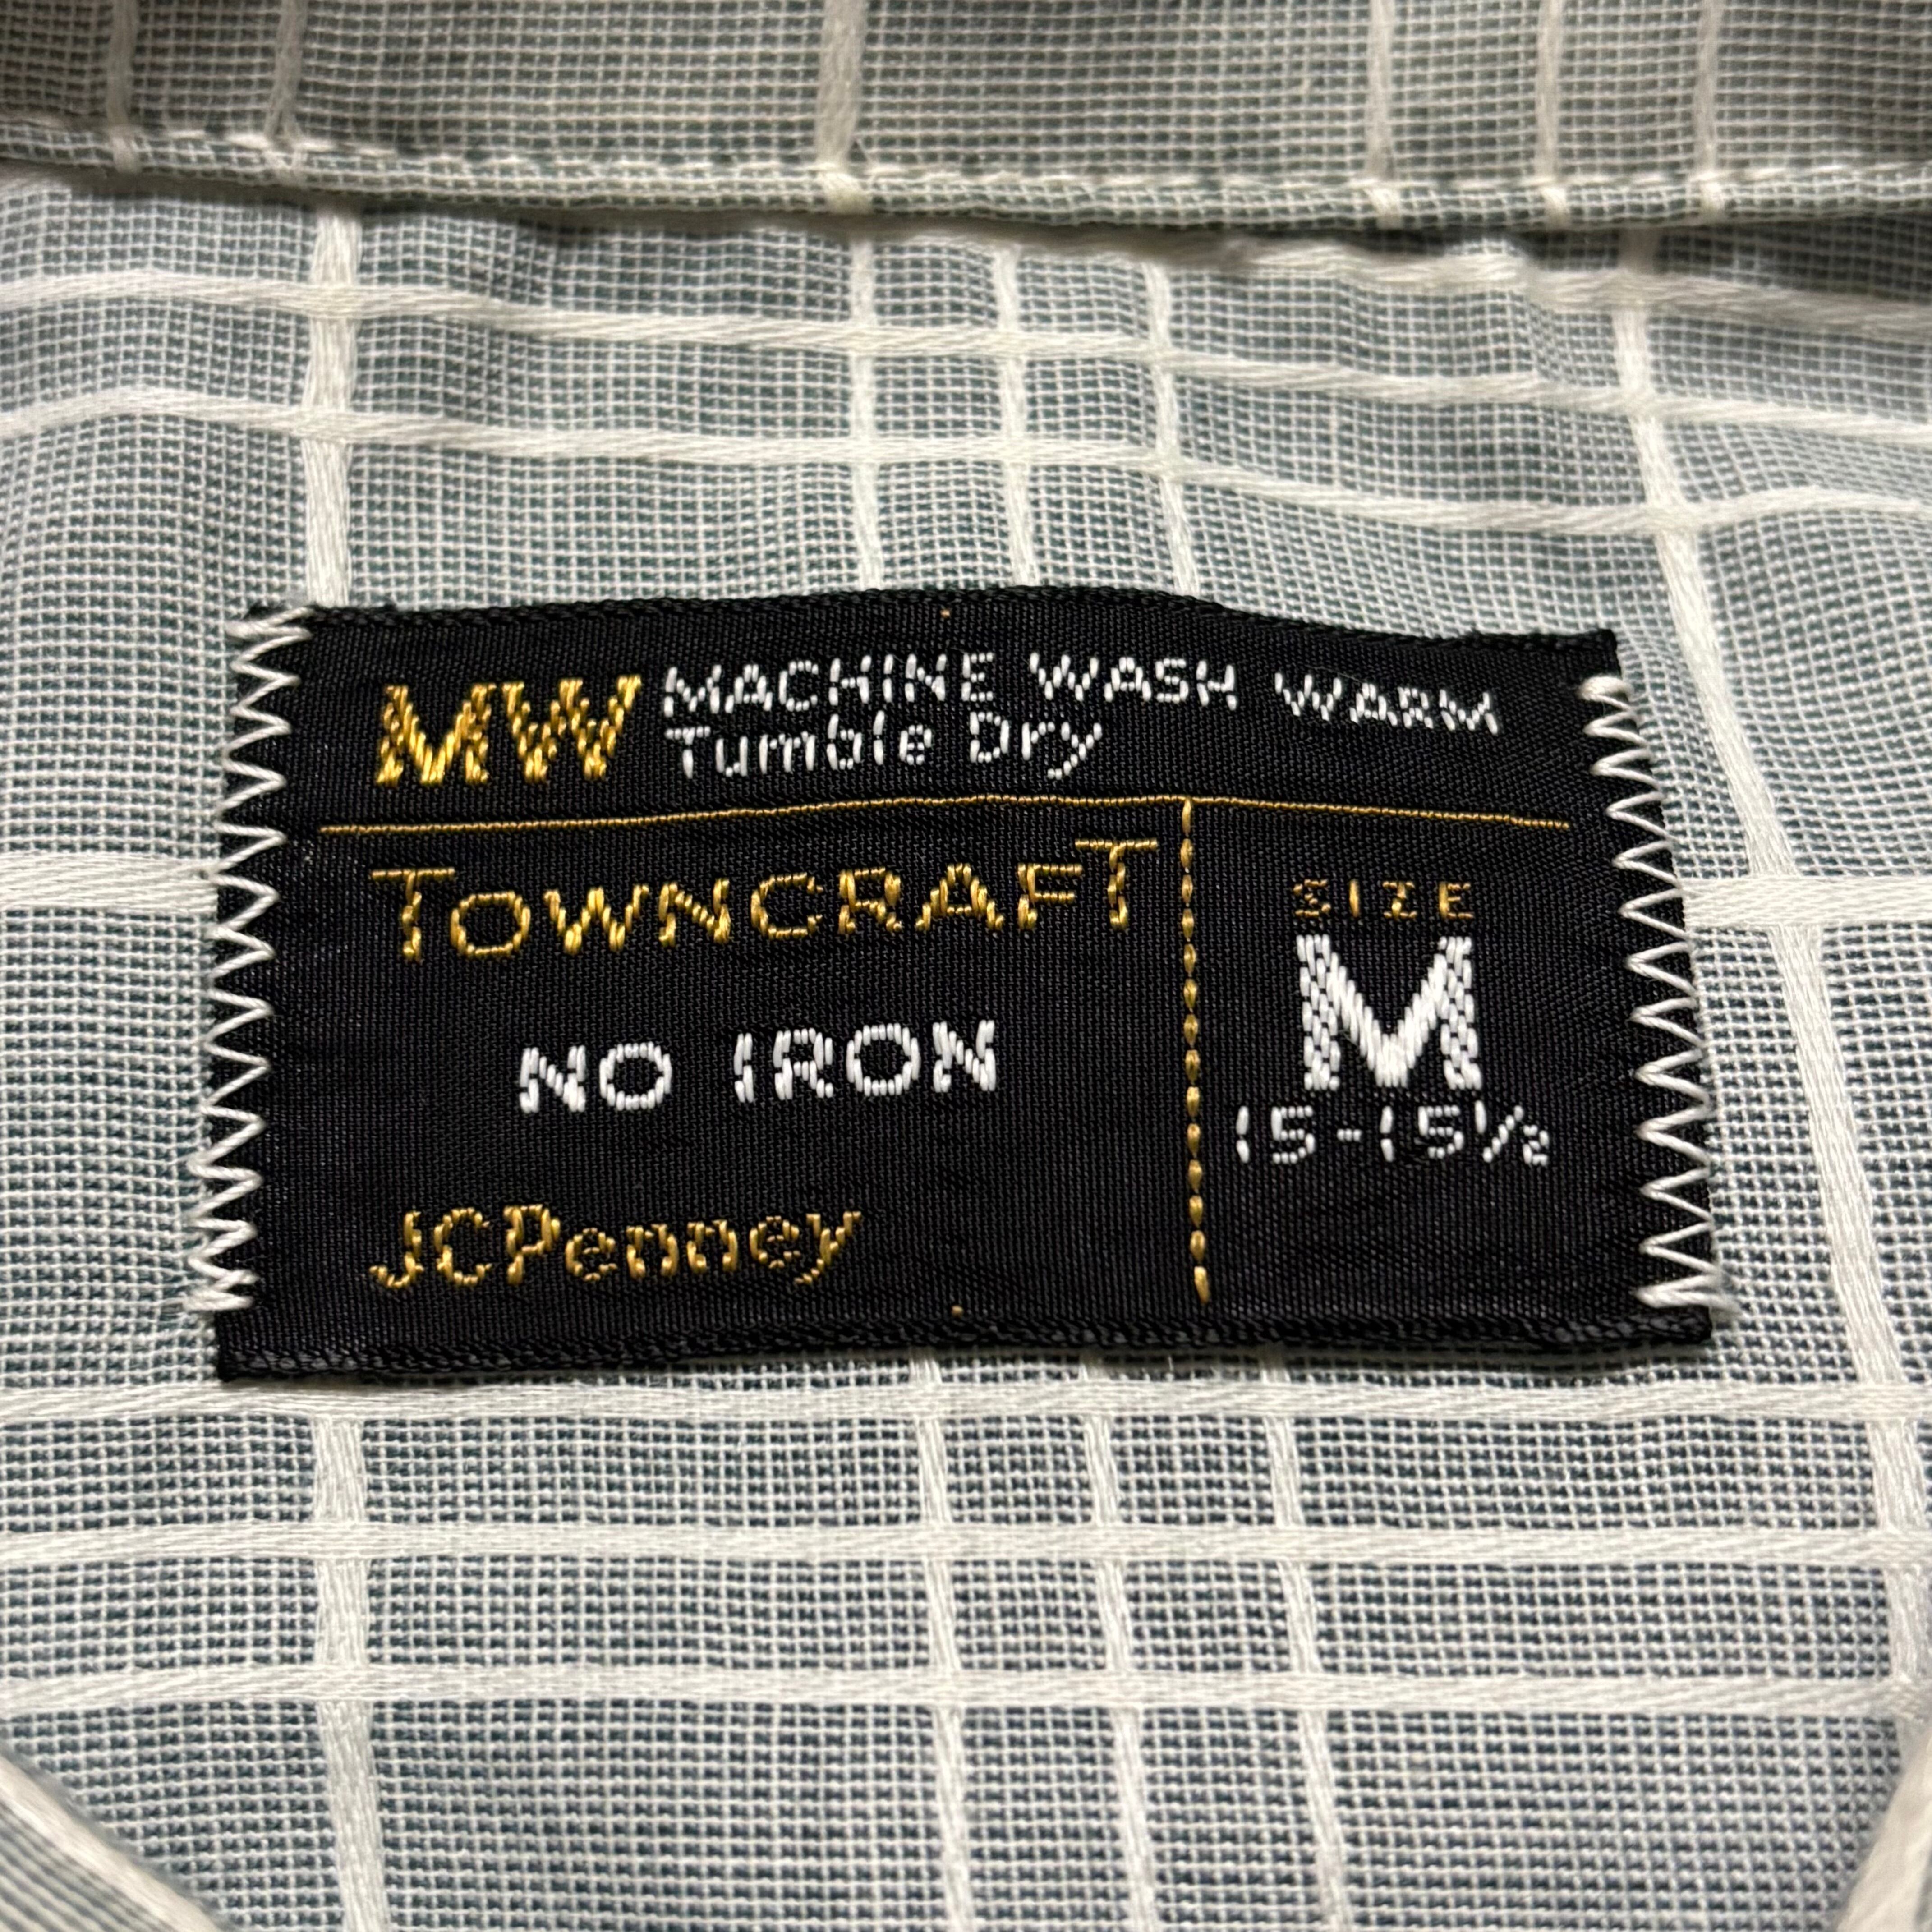 MW MACHINE WASH WARM
Tumble Dry
TOWNCRAFT
NO IRON
JCPenney
SIZE
M
15-15½